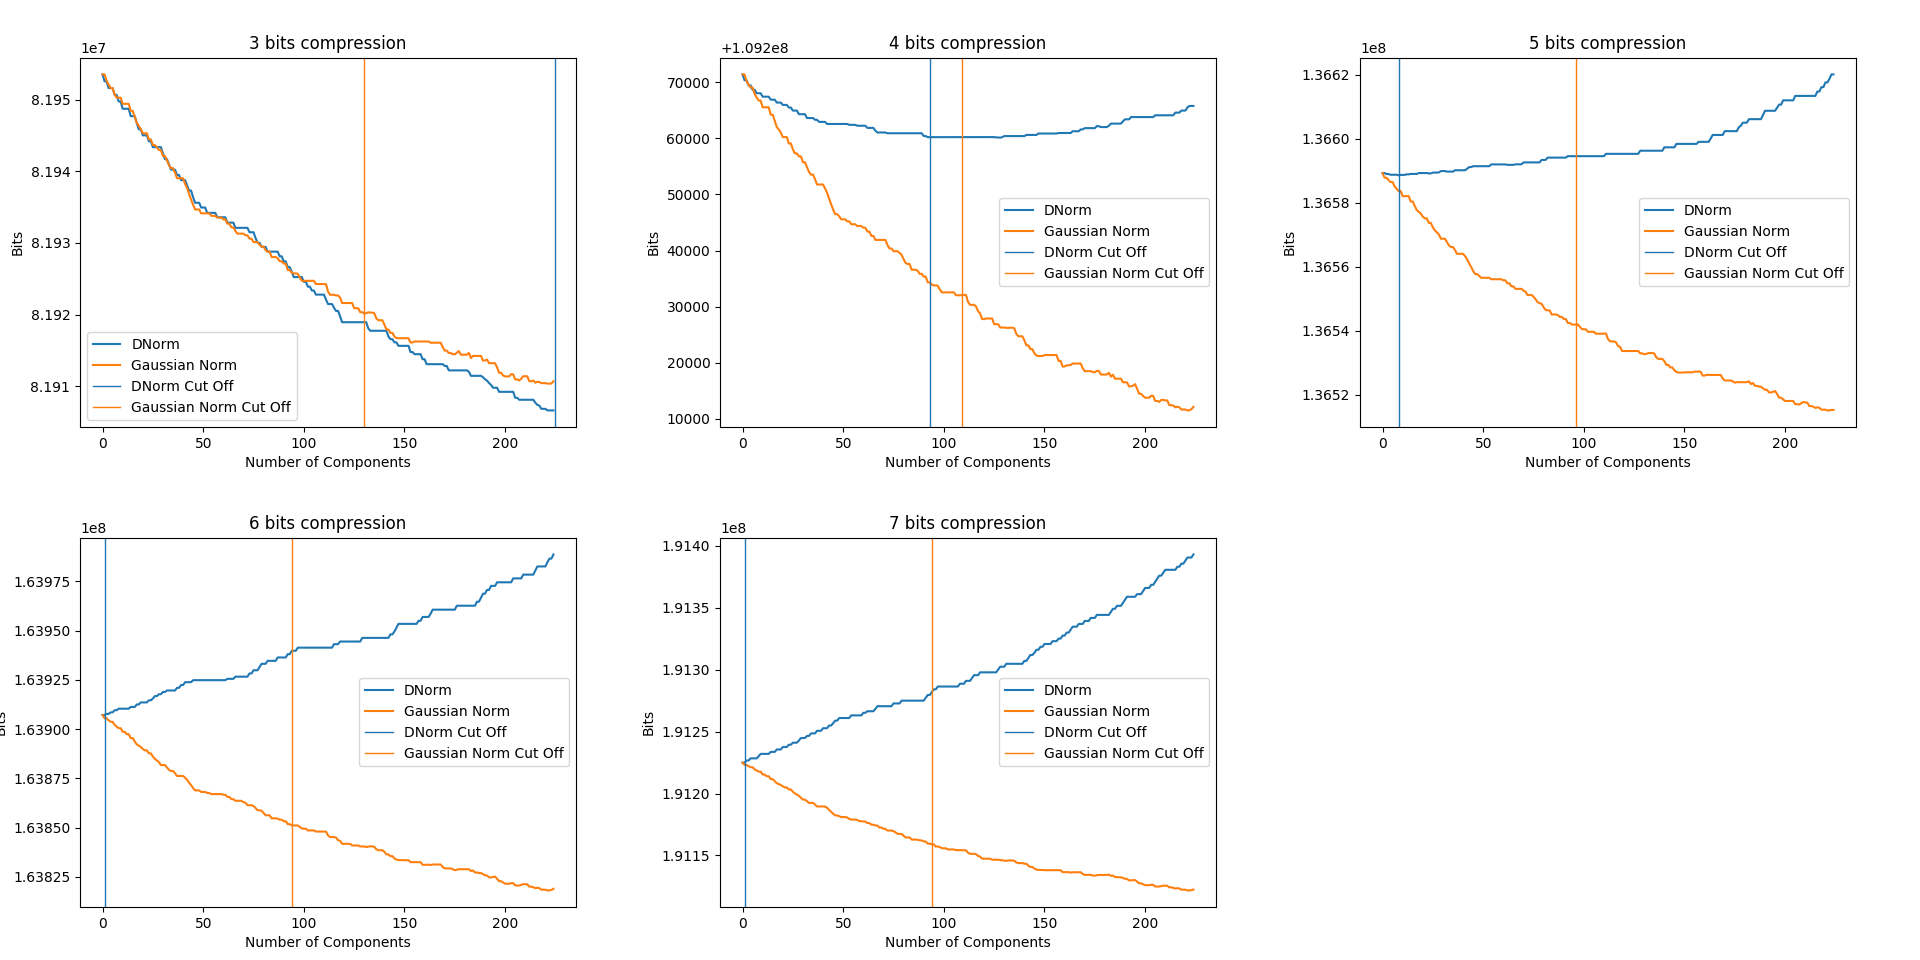 3 bits compression
1e7
8.195
8.194
8.193
8.192
8.191
Bits
DNorm
Gaussian Norm
DNorm Cut Off
Gaussian Norm Cut Off
0 50 100 150 200
Number of Components
4 bits compression
+1.092e8
70000
60000
50000
40000
30000
20000
10000
Bits
DNorm
Gaussian Norm
DNorm Cut Off
Gaussian Norm Cut Off
0 50 100 150 200
Number of Components
5 bits compression
1e8
1.3662
1.3660
1.3658
1.3656
1.3654
1.3652
Bits
DNorm
Gaussian Norm
DNorm Cut Off
Gaussian Norm Cut Off
0 50 100 150 200
Number of Components
6 bits compression
1e8
1.63975
1.63950
1.63925
1.63900
1.63875
1.63850
1.63825
Bits
DNorm
Gaussian Norm
DNorm Cut Off
Gaussian Norm Cut Off
0 50 100 150 200
Number of Components
7 bits compression
1e8
1.9140
1.9135
1.9130
1.9125
1.9120
1.9115
Bits
DNorm
Gaussian Norm
DNorm Cut Off
Gaussian Norm Cut Off
0 50 100 150 200
Number of Components